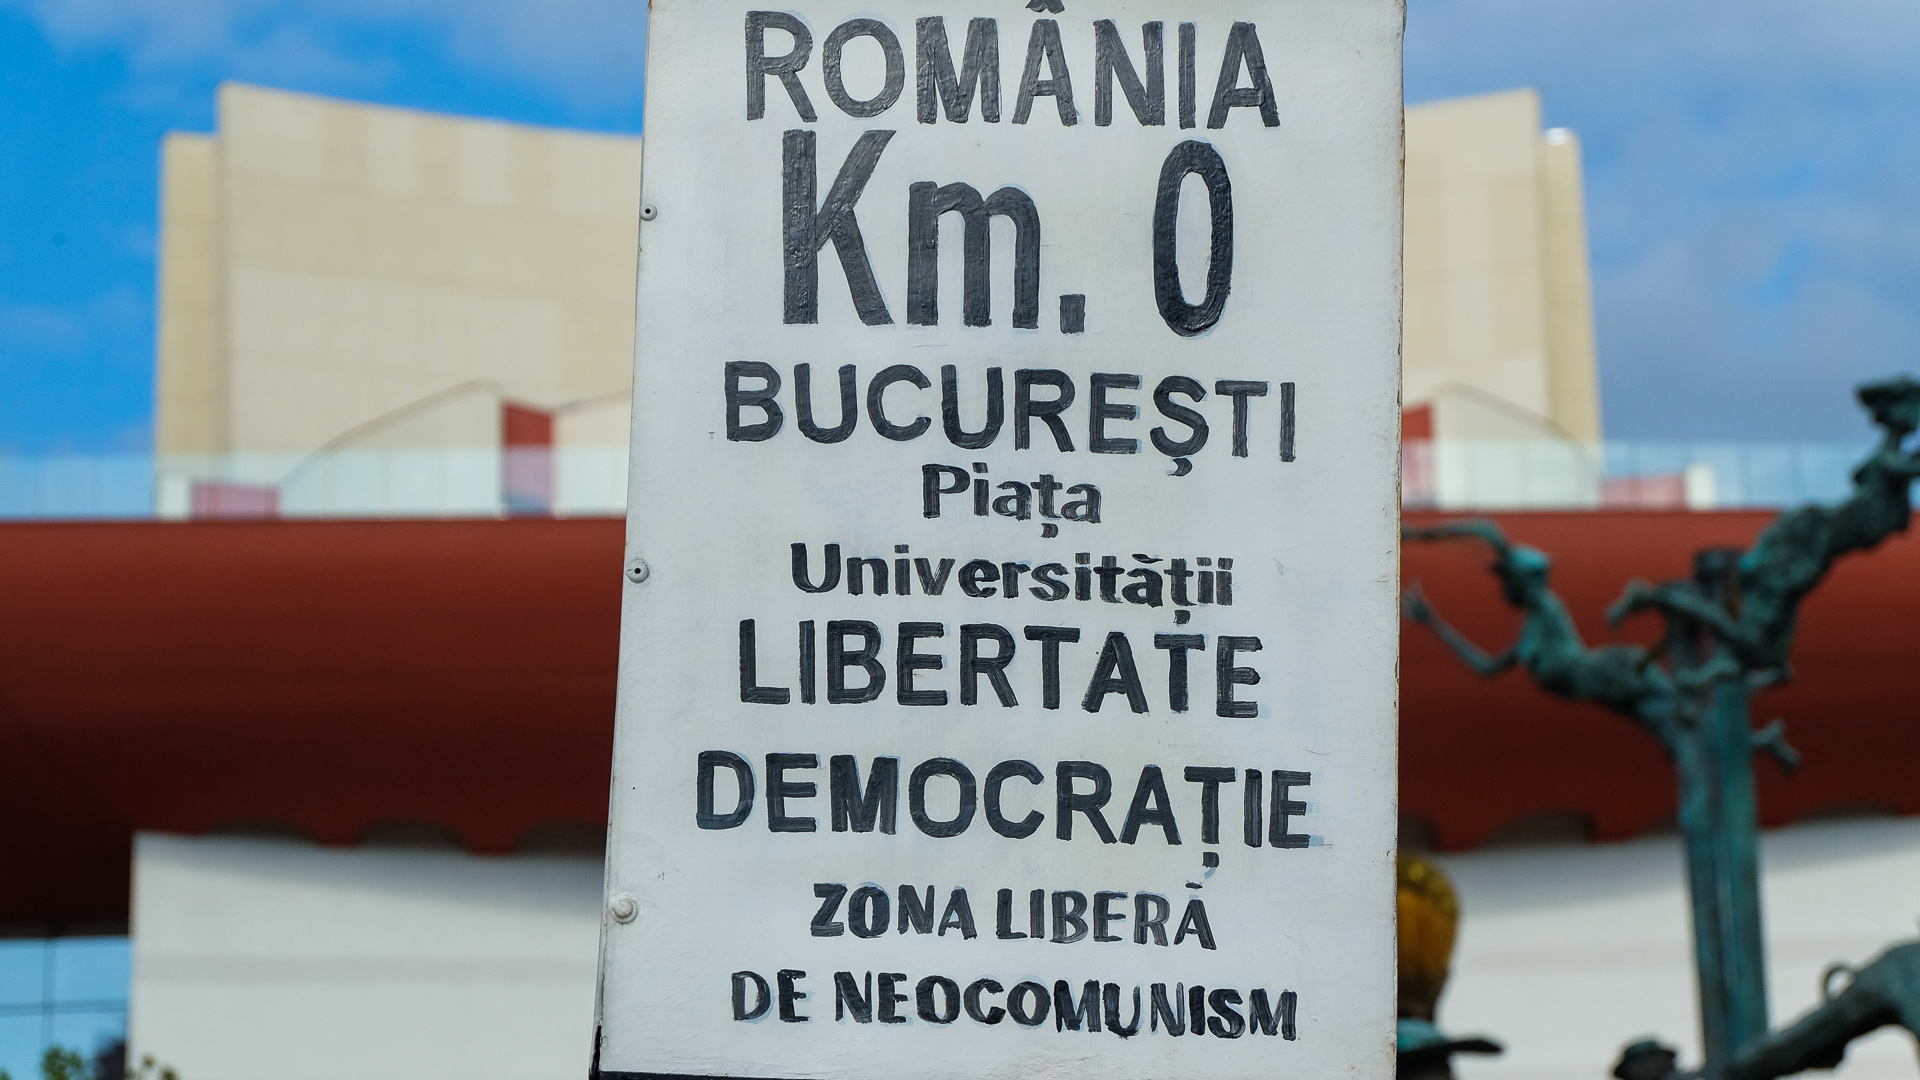 ROMÂNIA
Km. 0
BUCUREȘTI
Piața
Universității
LIBERTATE
DEMOCRAȚIE
ZONA LIBERĂ
DE NEOCOMUNISM